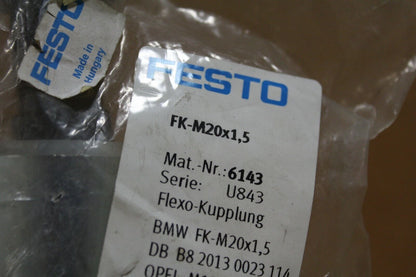 FESTO
Made in
Hungary
FESTO
FK-M20x1,5
Mat.-Nr.:6143
Serie: U843
Flexo-Kupplung
BMW FK-M20x1,5
DB B8 2013 0023 114
OPEL